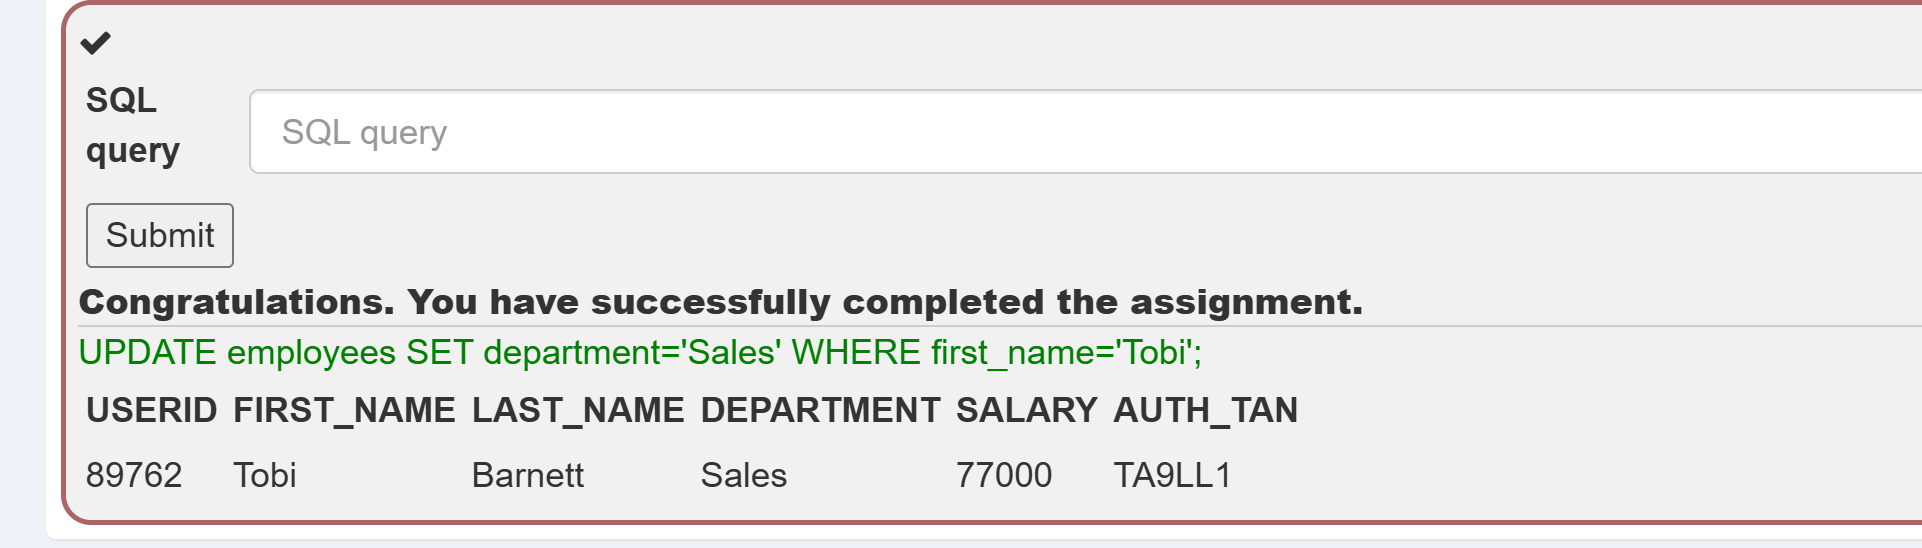 SQL query
SQL query
Submit
Congratulations. You have successfully completed the assignment.
UPDATE employees SET department='Sales' WHERE first_name='Tobi';
USERID FIRST_NAME LAST_NAME DEPARTMENT SALARY AUTH_TAN
89762 Tobi Barnett Sales 77000 TA9LL1